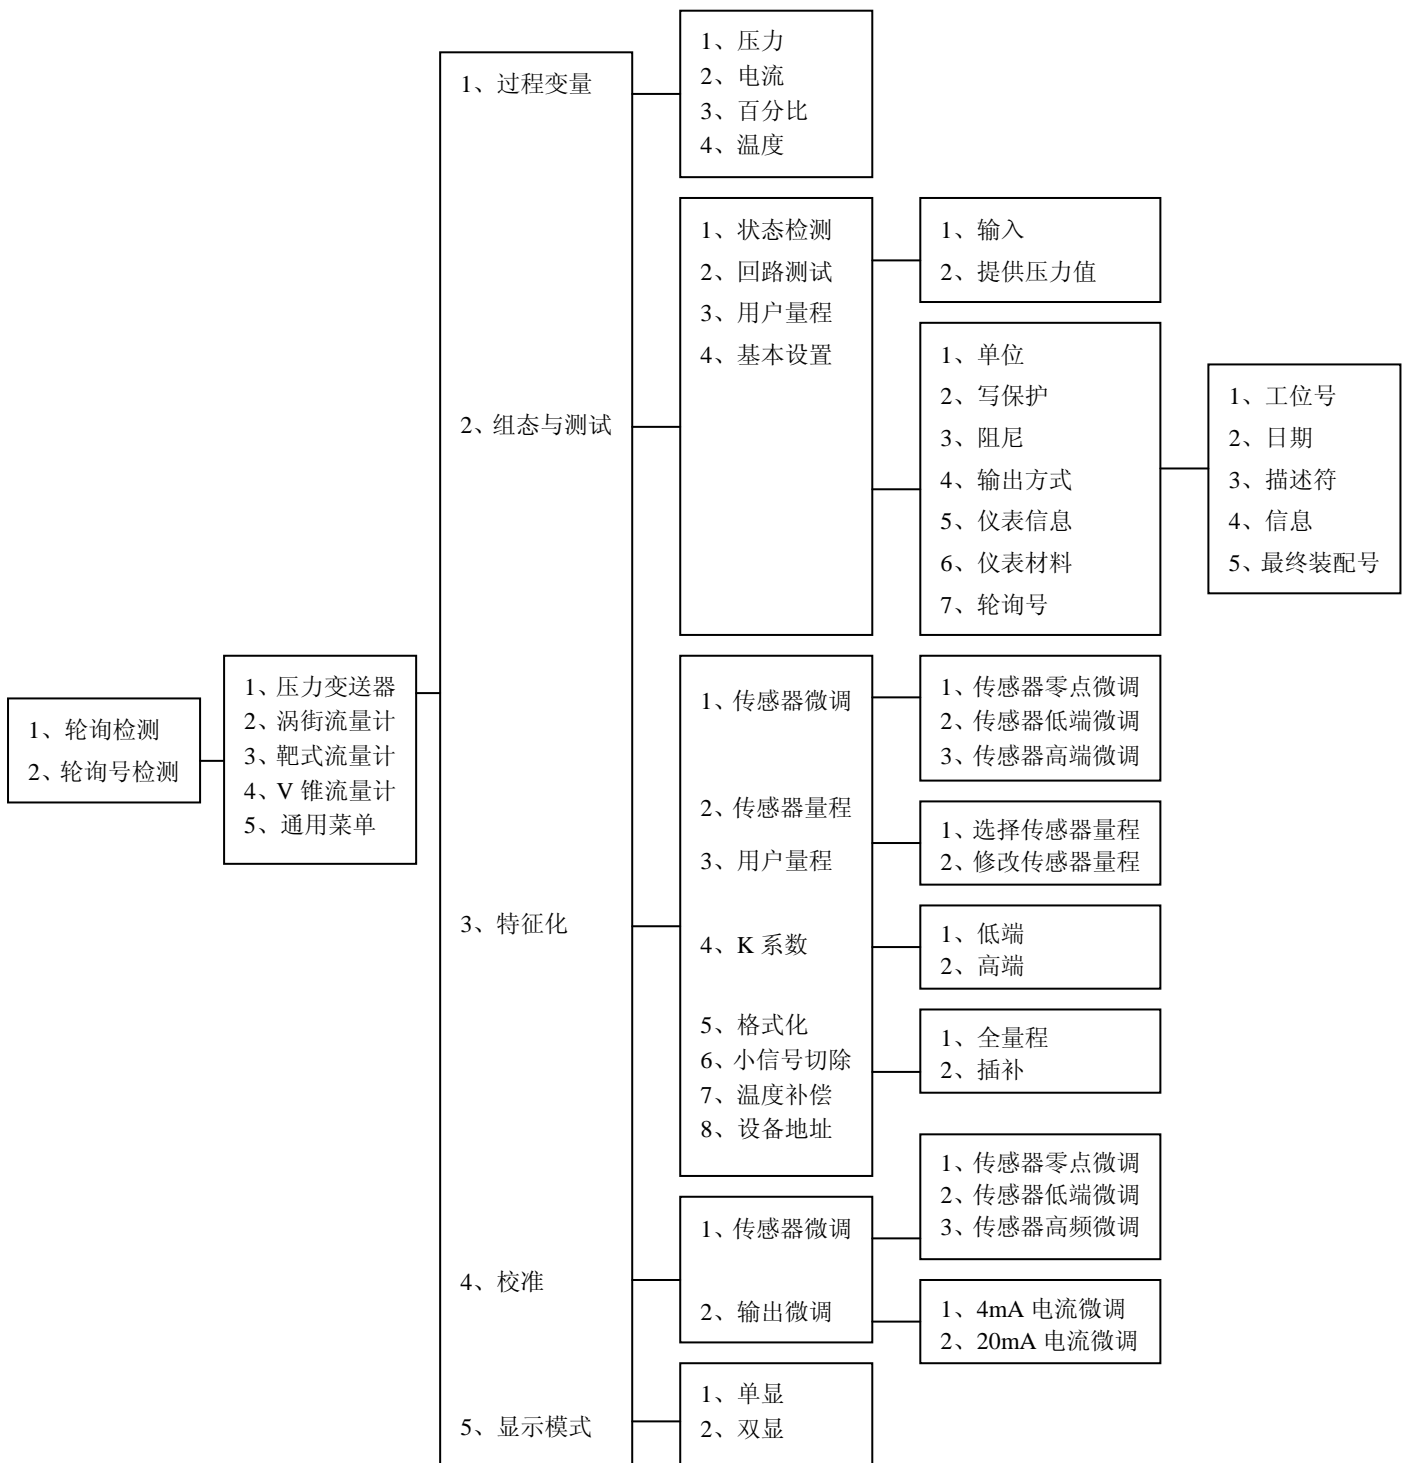 1、轮询检测
2、轮询号检测
1、压力变送器
2、涡街流量计
3、靶式流量计
4、V 锥流量计
5、通用菜单
1、过程变量
2、组态与测试
3、特征化
4、校准
5、显示模式
1、压力
2、电流
3、百分比
4、温度
1、状态检测
2、回路测试
3、用户量程
4、基本设置
1、输入
2、提供压力值
1、单位
2、写保护
3、阻尼
4、输出方式
5、仪表信息
6、仪表材料
7、轮询号
1、工位号
2、日期
3、描述符
4、信息
5、最终装配号
1、传感器微调
2、传感器量程
3、用户量程
4、K 系数
5、格式化
6、小信号切除
7、温度补偿
8、设备地址
1、传感器零点微调
2、传感器低端微调
3、传感器高端微调
1、选择传感器量程
2、修改传感器量程
1、低端
2、高端
1、全量程
2、插补
1、传感器微调
2、输出微调
1、传感器零点微调
2、传感器低端微调
3、传感器高频微调
1、4mA 电流微调
2、20mA 电流微调
1、单显
2、双显